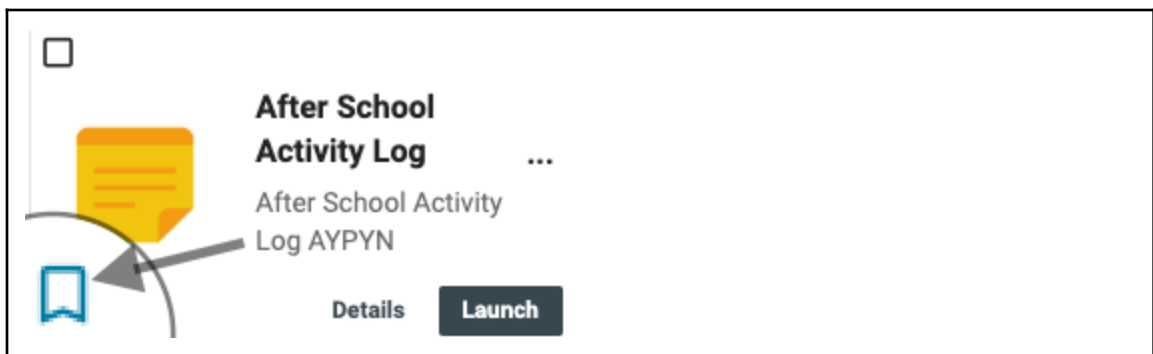 After School
Activity Log ...
After School Activity
Log AYPYN
Details Launch